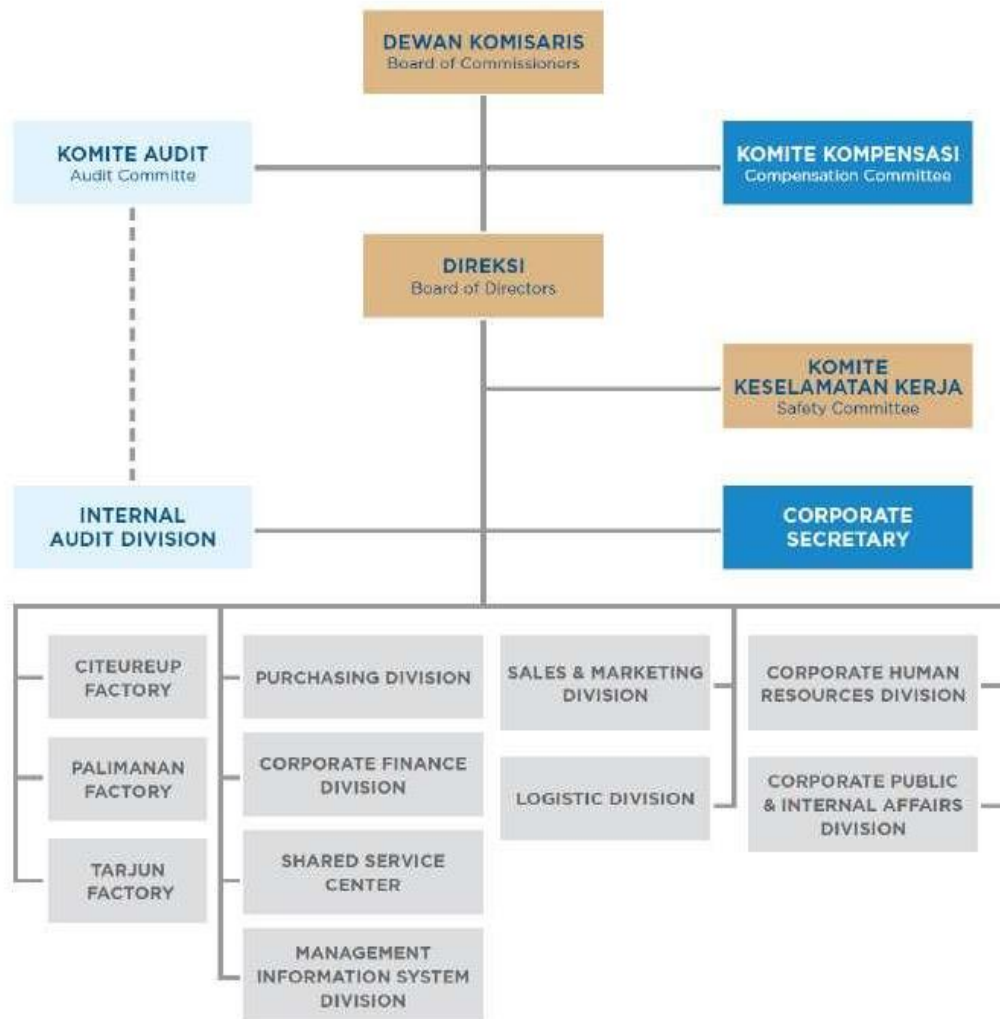 DEWAN KOMISARIS
Board of Commissioners
KOMITE AUDIT
Audit Committe
KOMITE KOMPENSASI
Compensation Committee
DIREKSI
Board of Directors
KOMITE
KESELAMATAN KERJA
Safety Committee
INTERNAL
AUDIT DIVISION
CORPORATE
SECRETARY
CITEUREUP
FACTORY
PALIMANAN
FACTORY
TARJUN
FACTORY
PURCHASING DIVISION
CORPORATE FINANCE
DIVISION
SHARED SERVICE
CENTER
MANAGEMENT
INFORMATION SYSTEM
DIVISION
SALES & MARKETING
DIVISION
LOGISTIC DIVISION
CORPORATE HUMAN
RESOURCES DIVISION
CORPORATE PUBLIC
& INTERNAL AFFAIRS
DIVISION